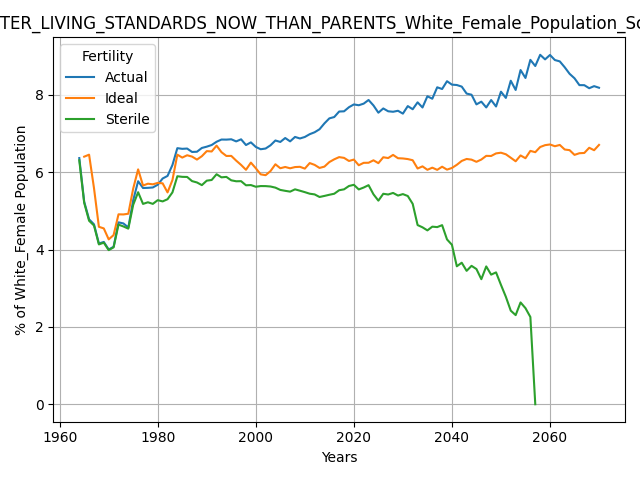 TER_LIVING_STANDARDS_NOW_THAN_PARENTS_White_Female_Population_So
Fertility
Actual
Ideal
Sterile
% of White_Female Population
8
6
4
2
0
1960
1980
2000
2020
2040
2060
Years